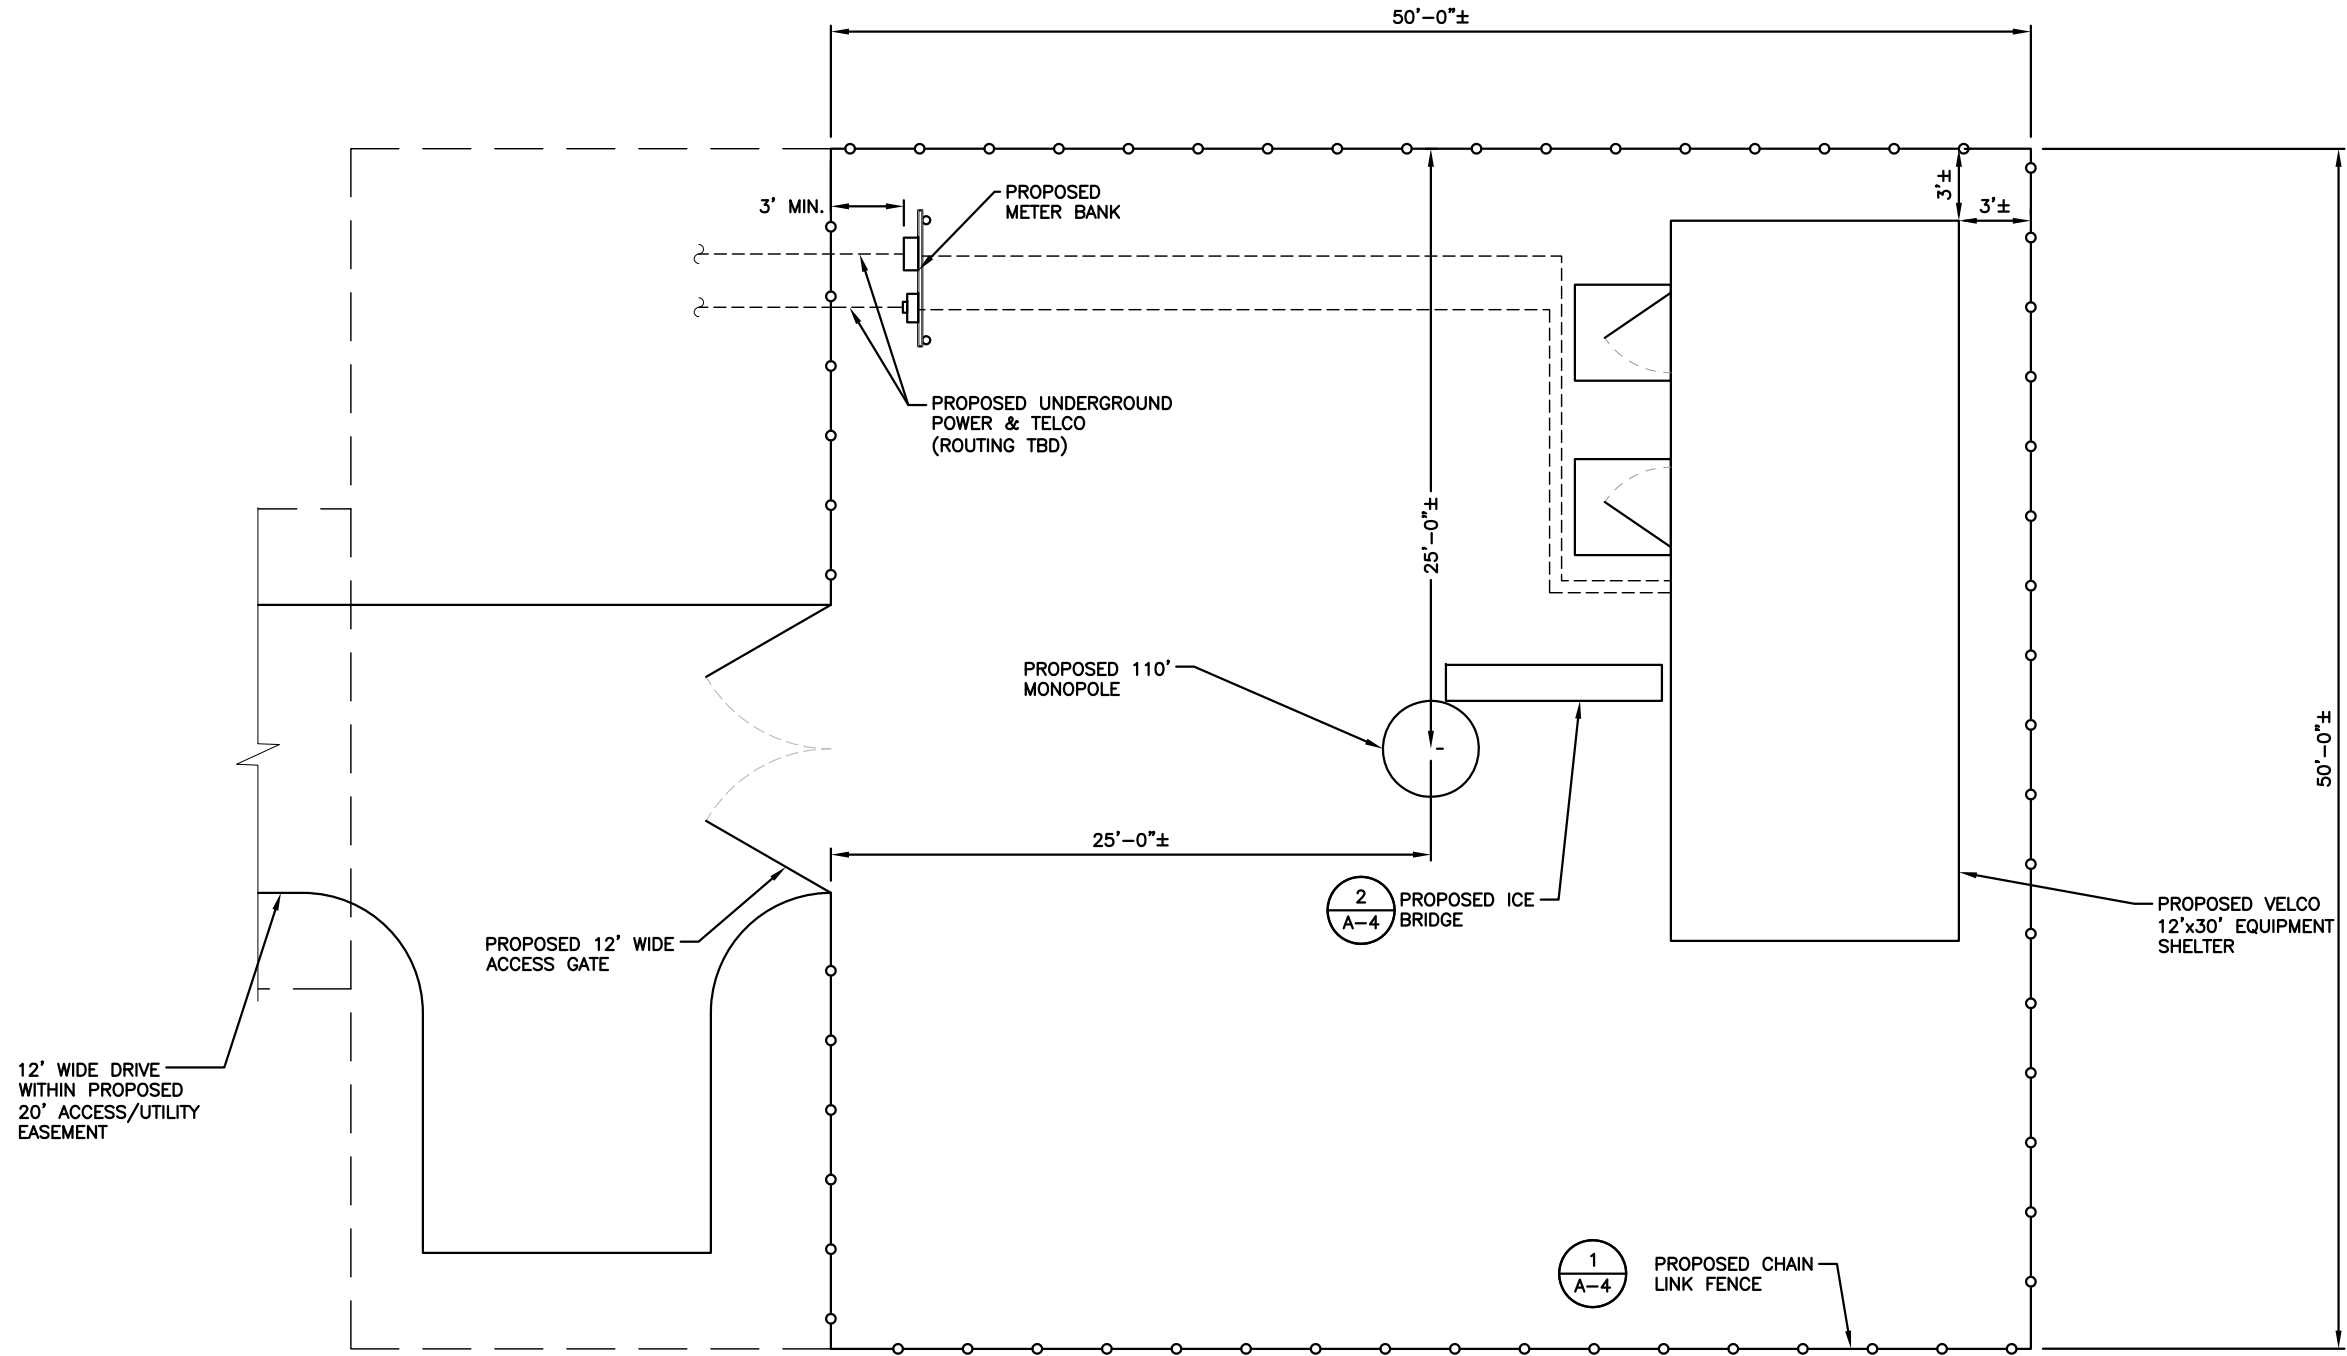 50'-0"±
3'±
3'±
3' MIN.
PROPOSED
METER BANK
PROPOSED UNDERGROUND
POWER & TELCO
(ROUTING TBD)
25'-0"±
PROPOSED 110'
MONOPOLE
50'-0"±
25'-0"±
2
A-4
PROPOSED ICE
BRIDGE
PROPOSED VELCO
12'x30' EQUIPMENT
SHELTER
PROPOSED 12' WIDE
ACCESS GATE
12' WIDE DRIVE
WITHIN PROPOSED
20' ACCESS/UTILITY
EASEMENT
1
A-4
PROPOSED CHAIN
LINK FENCE